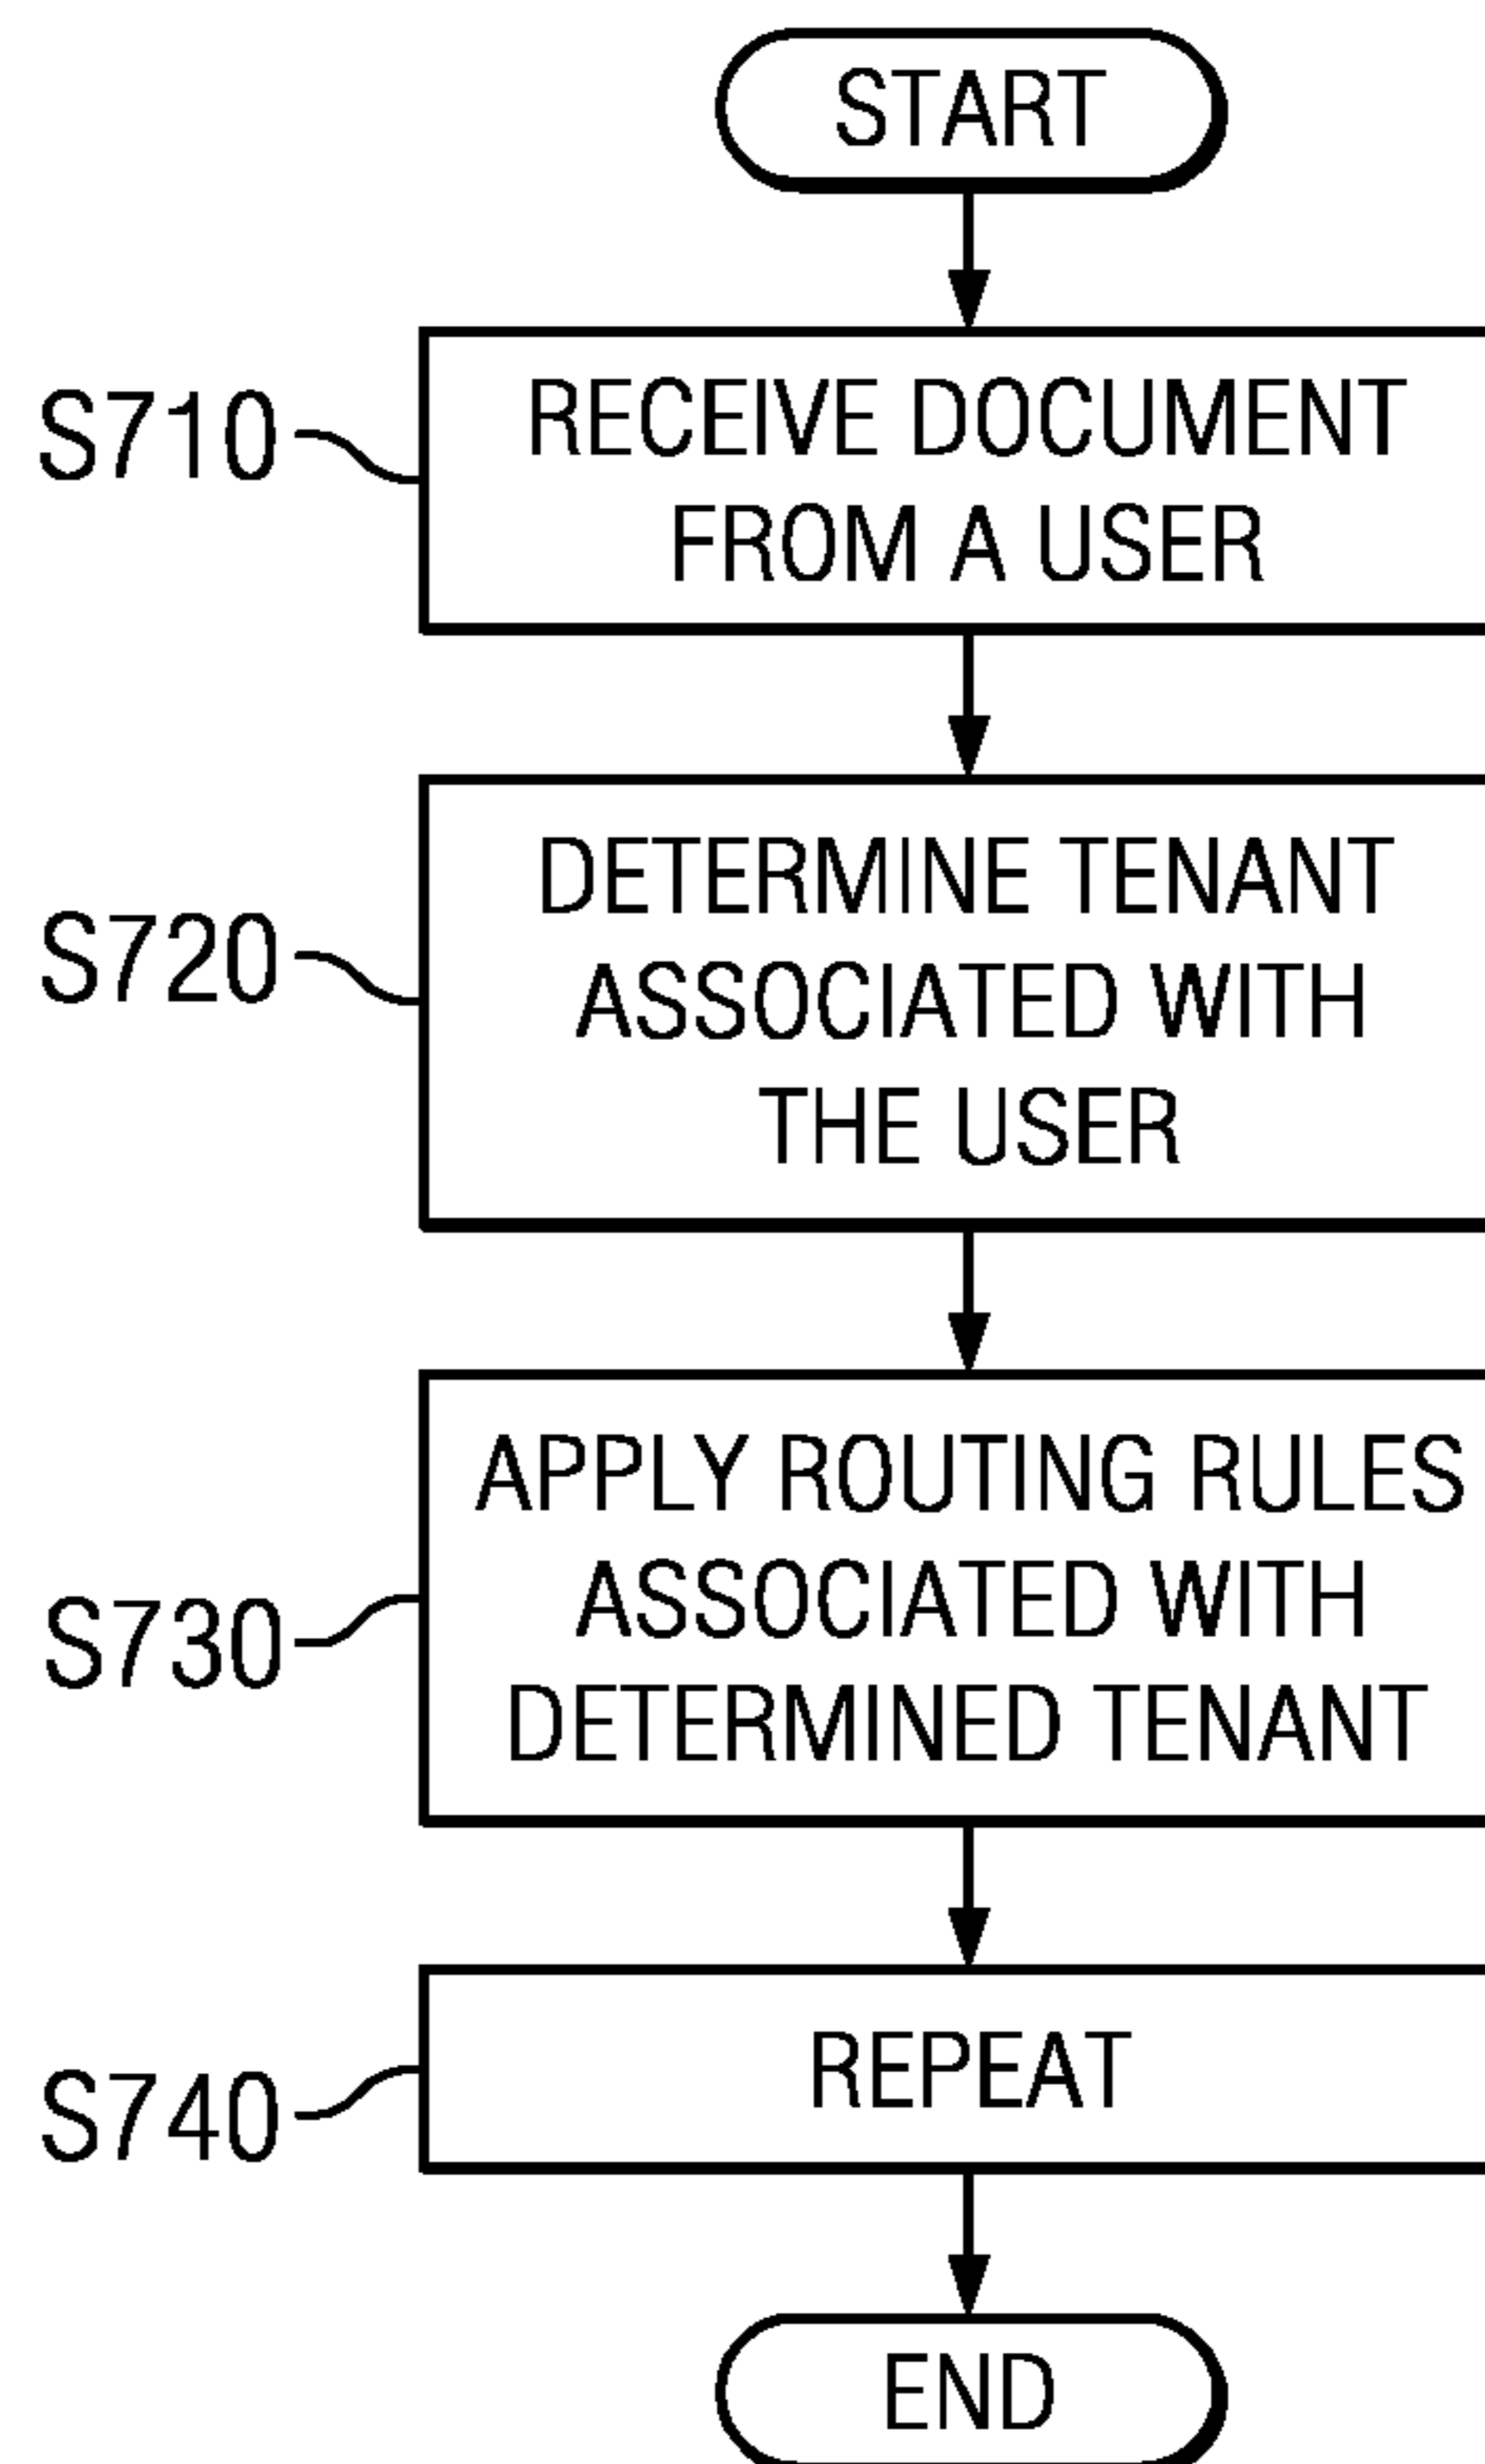 START
S710
RECEIVE DOCUMENT
FROM A USER
S720
DETERMINE TENANT
ASSOCIATED WITH
THE USER
S730
APPLY ROUTING RULES
ASSOCIATED WITH
DETERMINED TENANT
S740
REPEAT
END